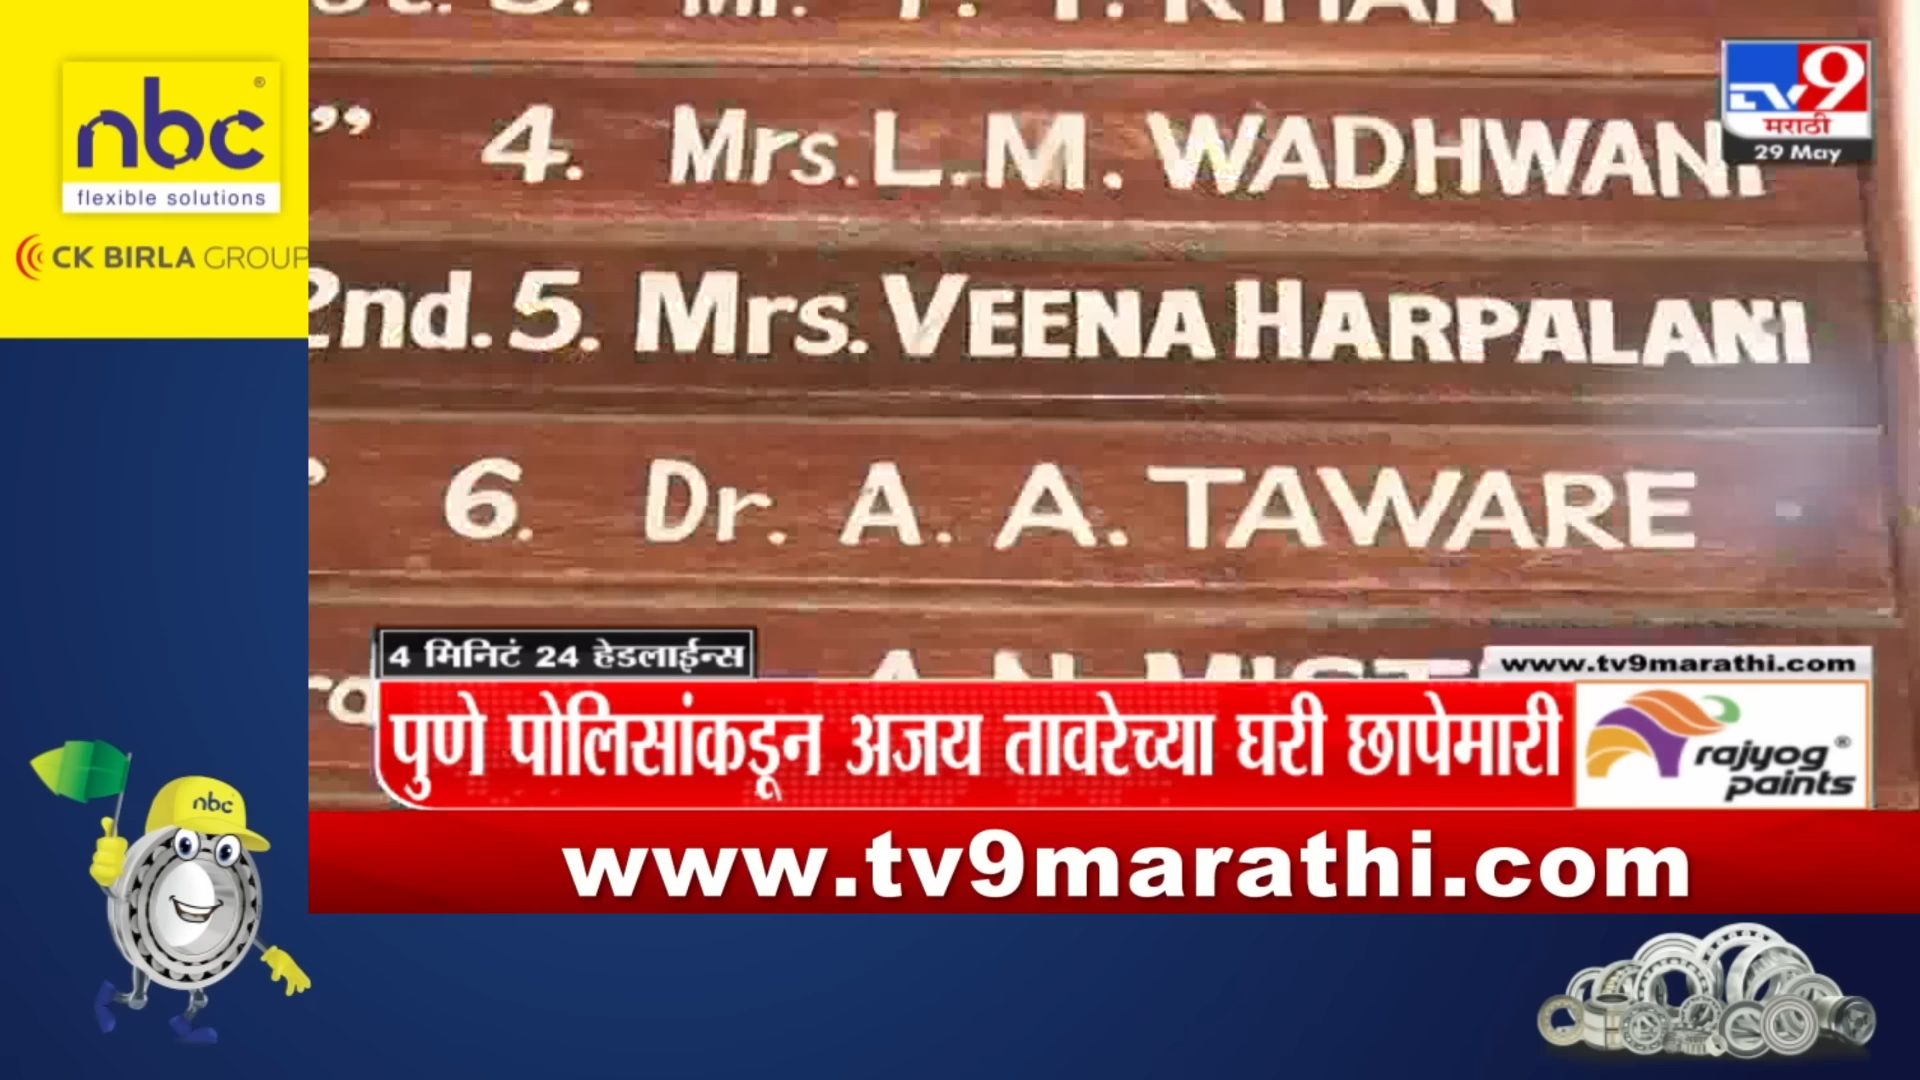 Mr.
KHAN
nbc
flexible solutions
CK BIRLA GROUP
TV9
मराठी
29 May
” 4. Mrs. L. M. WADHWANI
2nd. 5. Mrs. VEENA HARPALANI
6. Dr. A. A. TAWARE
4 मिनिटं 24 हेडलाईन्स
www.tv9marathi.com
पुणे पोलिसांकडून अजय तावरेच्या घरी छापेमारी
rajyog
paints
www.tv9marathi.com
nbc